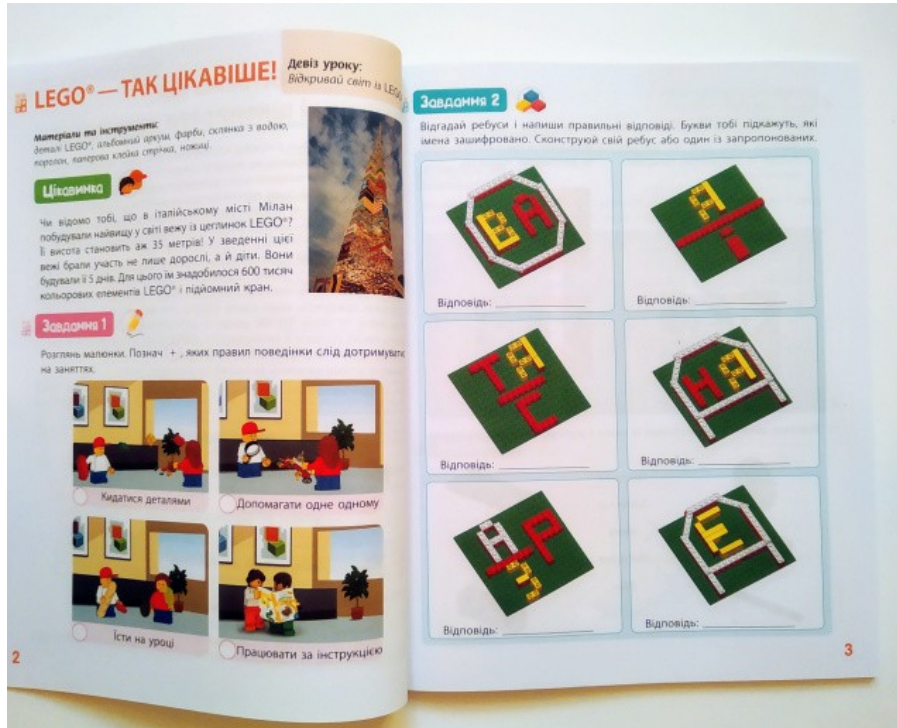 LEGO® — ТАК ЦІКАВІШЕ!
Девіз уроку:
Відкривай світ із LEGO
Матеріали та інструменти:
деталі LEGO®, альбомний аркуш, фарби, склянка з водою,
поролон, паперова клейка стрічка, ножиці.
Цікавинка
Чи відомо тобі, що в італійському місті Мілан
побудували найвищу у світі вежу із цеглинок LEGO®?
Її висота становить аж 35 метрів! У зведенні цієї
вежі брали участь не лише дорослі, а й діти. Вони
будували її 5 днів. Для цього їм знадобилося 600 тисяч
кольорових елементів LEGO® і підйомний кран.
Завдання 1
Розглянь малюнки. Познач + , яких правил поведінки слід дотримувати
на заняттях.
Кидатися деталями
Допомагати одне одному
Їсти на уроці
Працювати за інструкцією
2
Завдання 2
Відгадай ребуси і напиши правильні відповіді. Букви тобі підкажуть, які
імена зашифровано. Сконструюй свій ребус або один із запропонованих.
В А
Я
І
Відповідь:
Відповідь:
Т Я
С
Н Я
Відповідь:
Відповідь:
А Р
З
Е
Відповідь:
Відповідь:
3